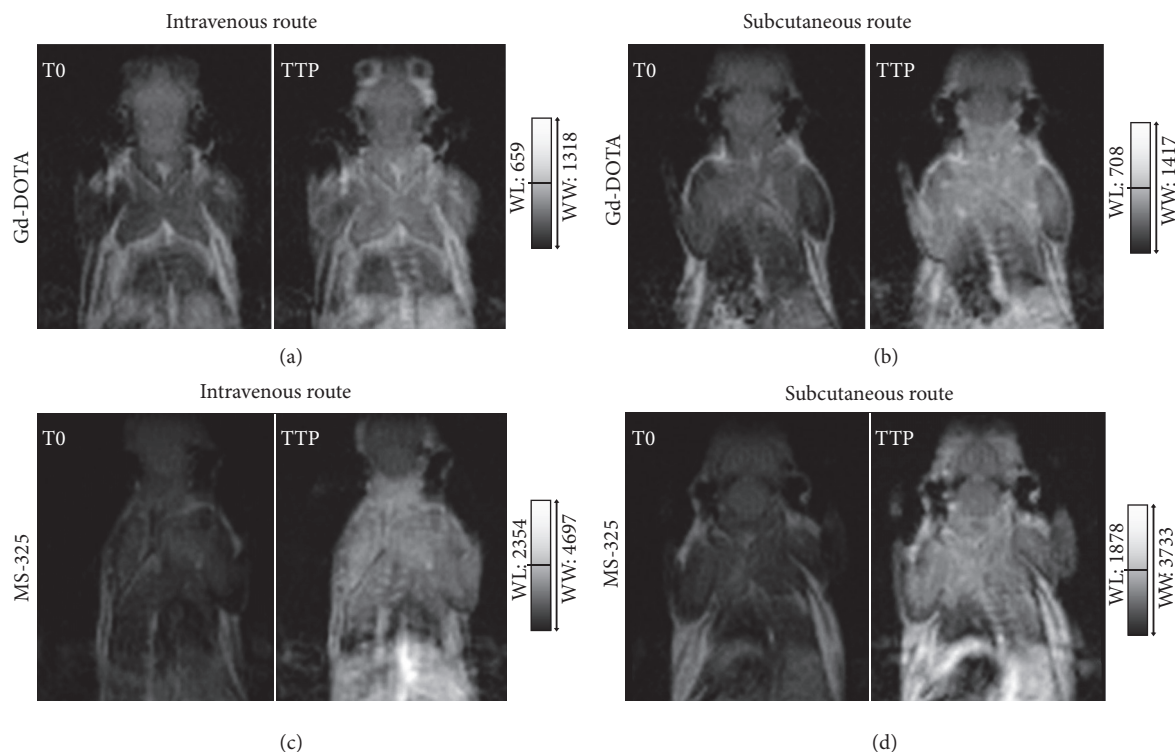 Intravenous route
Subcutaneous route
Gd-DOTA
T0
TTP
WL: 659
WW: 1318
Gd-DOTA
T0
TTP
WL: 708
WW: 1417
(a)
(b)
Intravenous route
Subcutaneous route
MS-325
T0
TTP
WL: 2354
WW: 4697
MS-325
T0
TTP
WL: 1878
WW: 3733
(c)
(d)